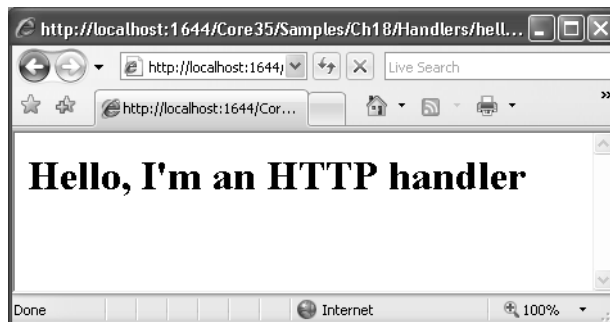 http://localhost:1644/Core35/Samples/Ch18/Handlers/hell...
http://localhost:1644/ Live Search
http://localhost:1644/Cor... »
Hello, I'm an HTTP handler
Done Internet 100%